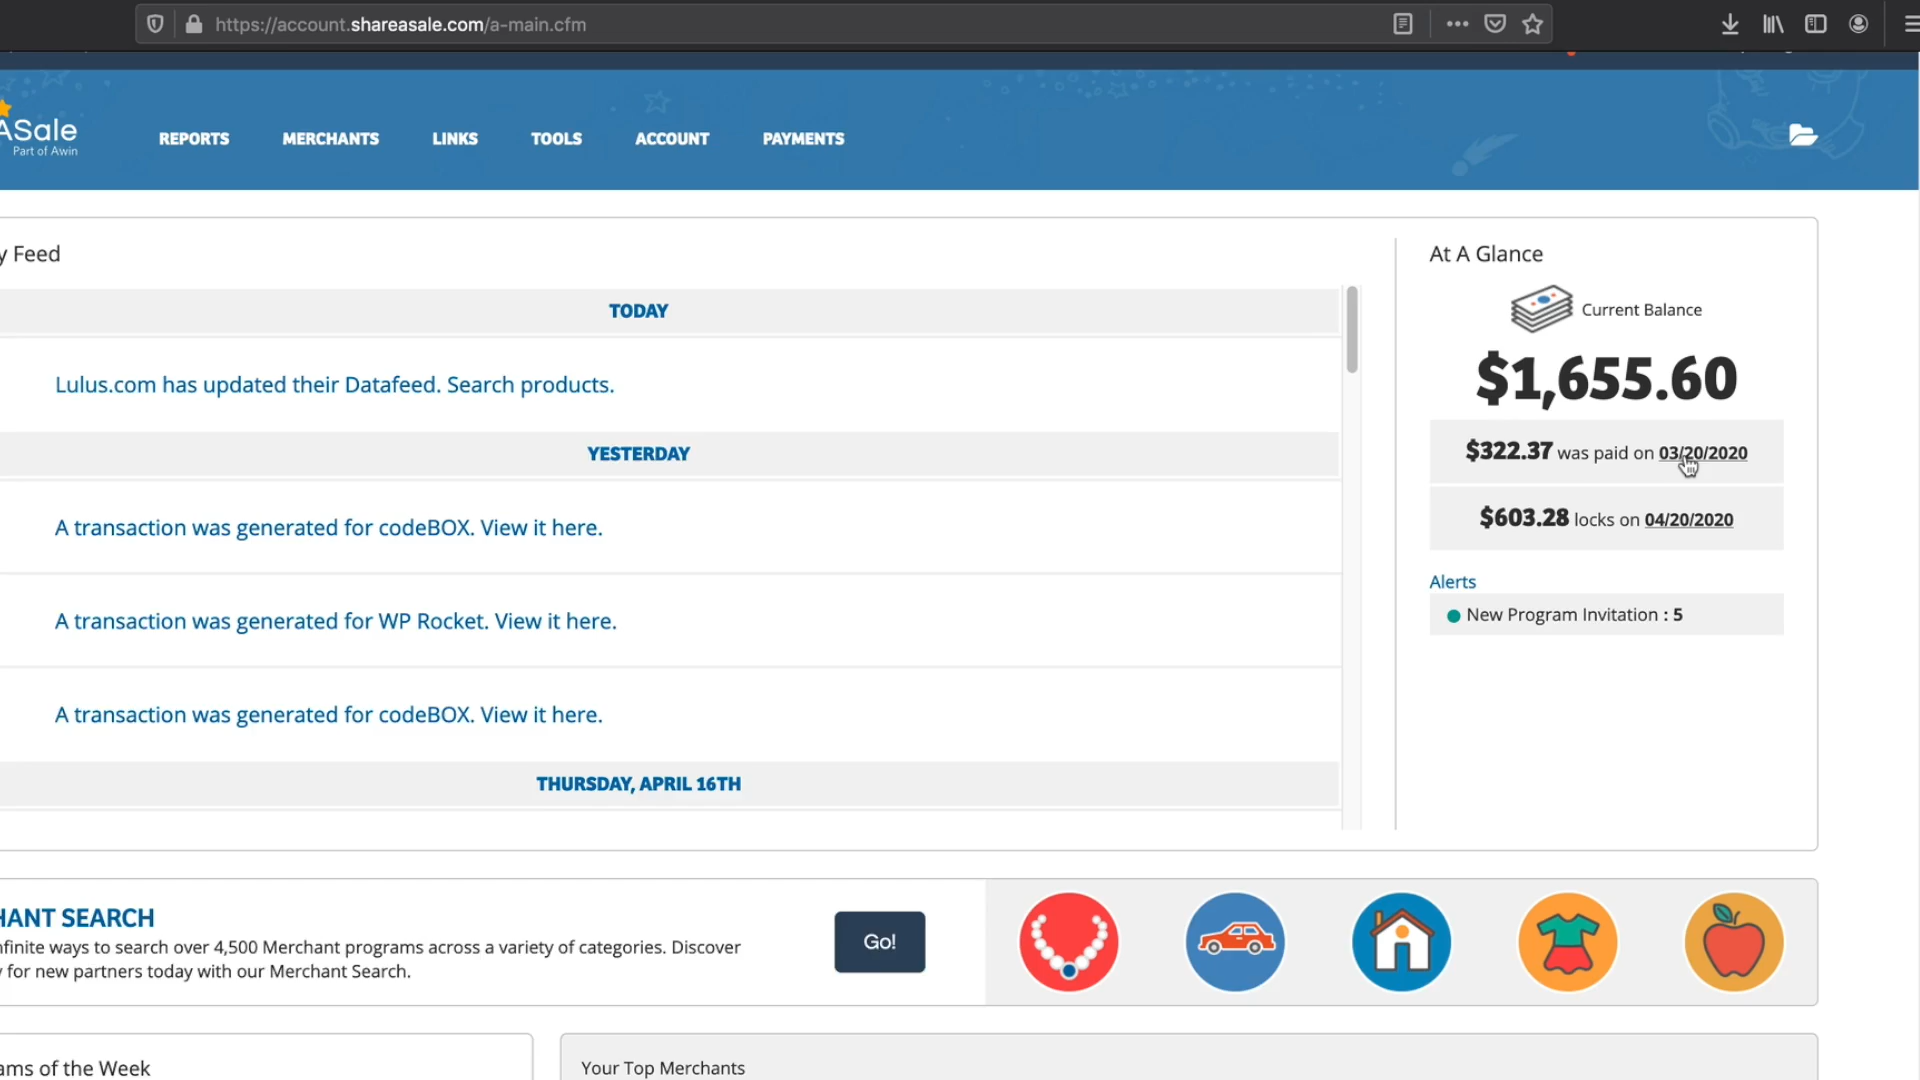 https://account.shareasale.com/a-main.cfm
ASale
Part of Awin
REPORTS
MERCHANTS
LINKS
TOOLS
ACCOUNT
PAYMENTS
y Feed
TODAY
Lulus.com has updated their Datafeed. Search products.
YESTERDAY
A transaction was generated for codeBOX. View it here.
A transaction was generated for WP Rocket. View it here.
A transaction was generated for codeBOX. View it here.
THURSDAY, APRIL 16TH
At A Glance
Current Balance
$1,655.60
$322.37 was paid on 03/20/2020
$603.28 locks on 04/20/2020
Alerts
New Program Invitation : 5
HANT SEARCH
nfinite ways to search over 4,500 Merchant programs across a variety of categories. Discover
y for new partners today with our Merchant Search.
Go!
ams of the Week
Your Top Merchants